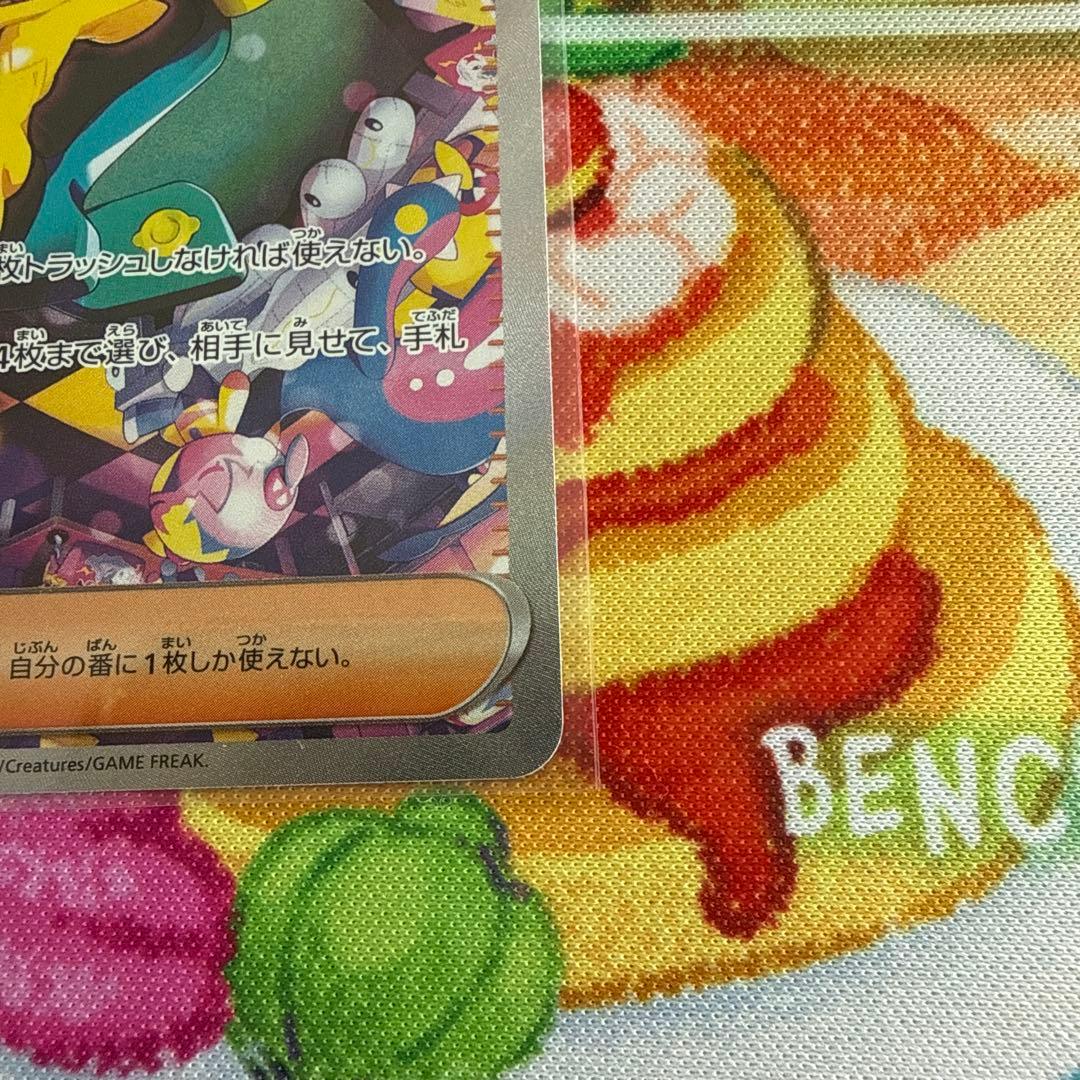 枚トラッシュしなければ使えない。
4枚まで選び、相手に見せて、手札
自分の番に1枚しか使えない。
/Creatures/GAME FREAK.
BENC